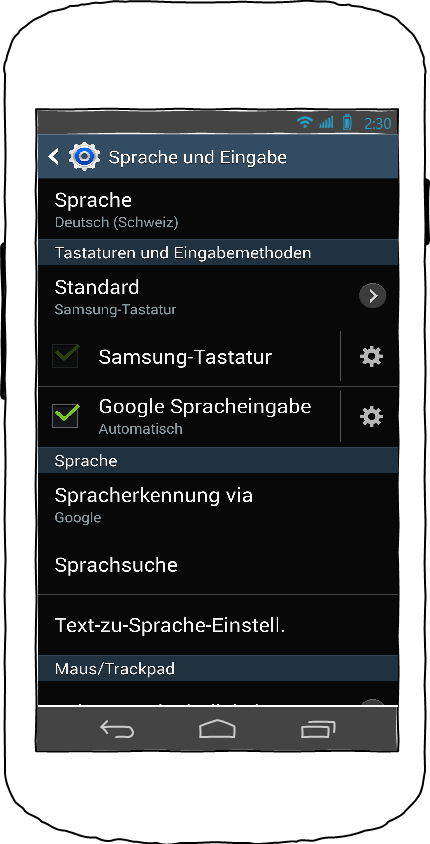 2:30
Sprache und Eingabe
Sprache
Deutsch (Schweiz)
Tastaturen und Eingabemethoden
Standard
Samsung-Tastatur
Samsung-Tastatur
Google Spracheingabe
Automatisch
Sprache
Spracherkennung via
Google
Sprachsuche
Text-zu-Sprache-Einstell.
Maus/Trackpad